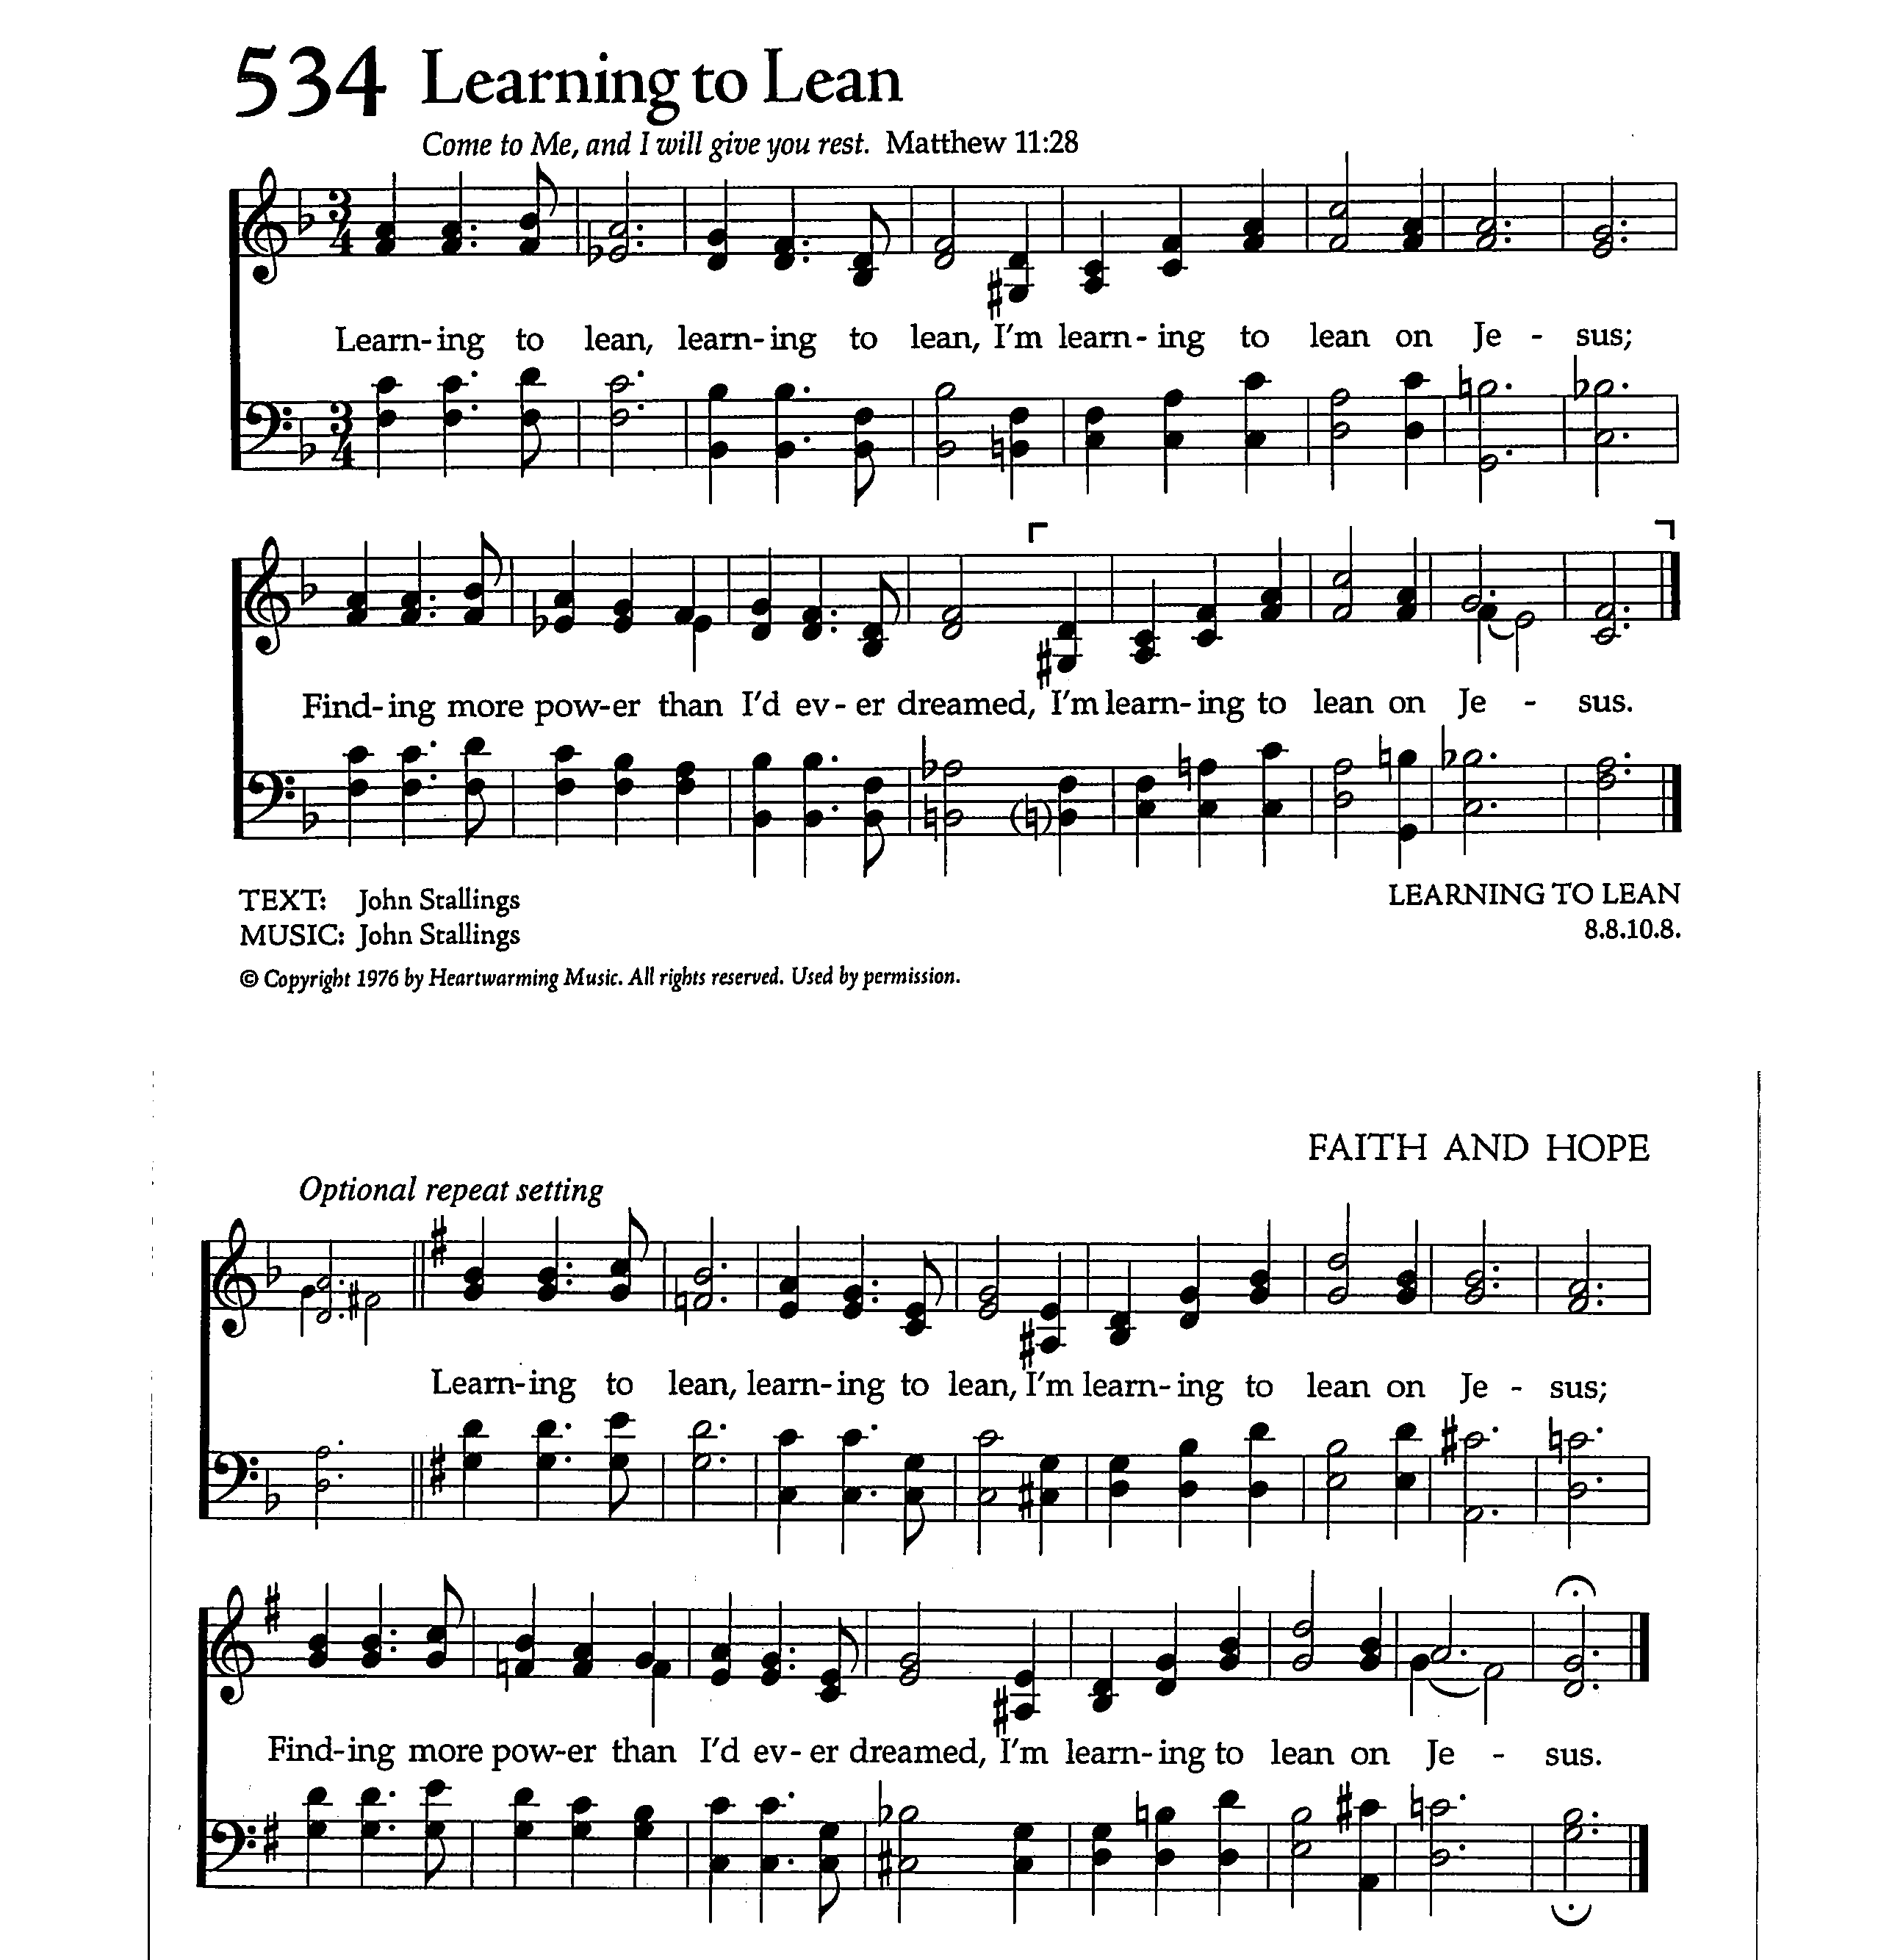 534 Learning to Lean
Come to Me, and I will give you rest. Matthew 11:28
Learn-ing to lean, learn-ing to lean, I'm learn-ing to lean on Je - sus;
Find-ing more pow-er than I'd ev-er dreamed, I'm learn-ing to lean on Je - sus.
TEXT: John Stallings
LEARNING TO LEAN
MUSIC: John Stallings
8.8.10.8.
© Copyright 1976 by Heartwarming Music. All rights reserved. Used by permission.
FAITH AND HOPE
Optional repeat setting
Learn-ing to lean, learn-ing to lean, I'm learn-ing to lean on Je - sus;
Find-ing more pow-er than I'd ev-er dreamed, I'm learn-ing to lean on Je - sus.